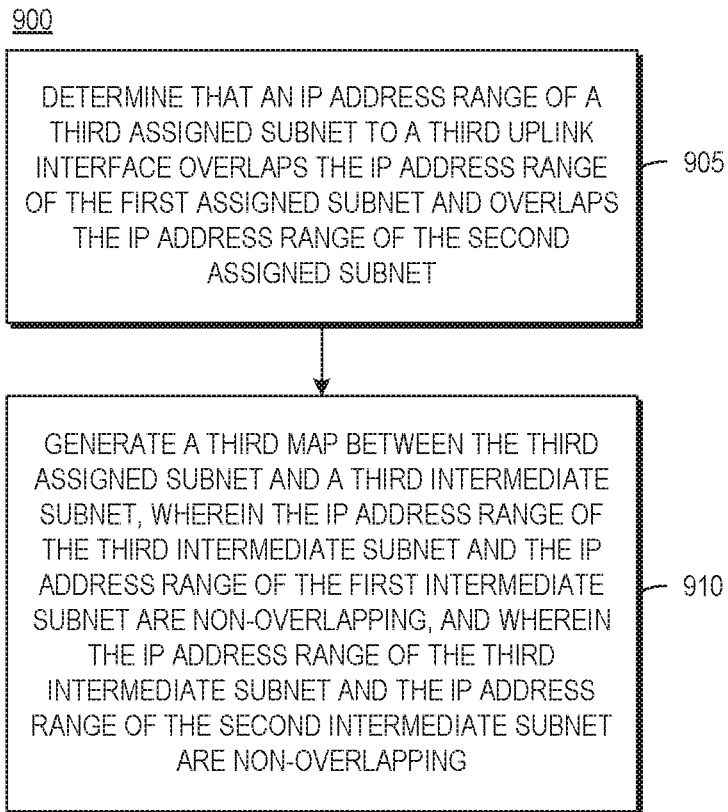 900
DETERMINE THAT AN IP ADDRESS RANGE OF A
THIRD ASSIGNED SUBNET TO A THIRD UPLINK
INTERFACE OVERLAPS THE IP ADDRESS RANGE
OF THE FIRST ASSIGNED SUBNET AND OVERLAPS
THE IP ADDRESS RANGE OF THE SECOND
ASSIGNED SUBNET
905
GENERATE A THIRD MAP BETWEEN THE THIRD
ASSIGNED SUBNET AND A THIRD INTERMEDIATE
SUBNET, WHEREIN THE IP ADDRESS RANGE OF
THE THIRD INTERMEDIATE SUBNET AND THE IP
ADDRESS RANGE OF THE FIRST INTERMEDIATE
SUBNET ARE NON-OVERLAPPING, AND WHEREIN
THE IP ADDRESS RANGE OF THE THIRD
INTERMEDIATE SUBNET AND THE IP ADDRESS
RANGE OF THE SECOND INTERMEDIATE SUBNET
ARE NON-OVERLAPPING
910